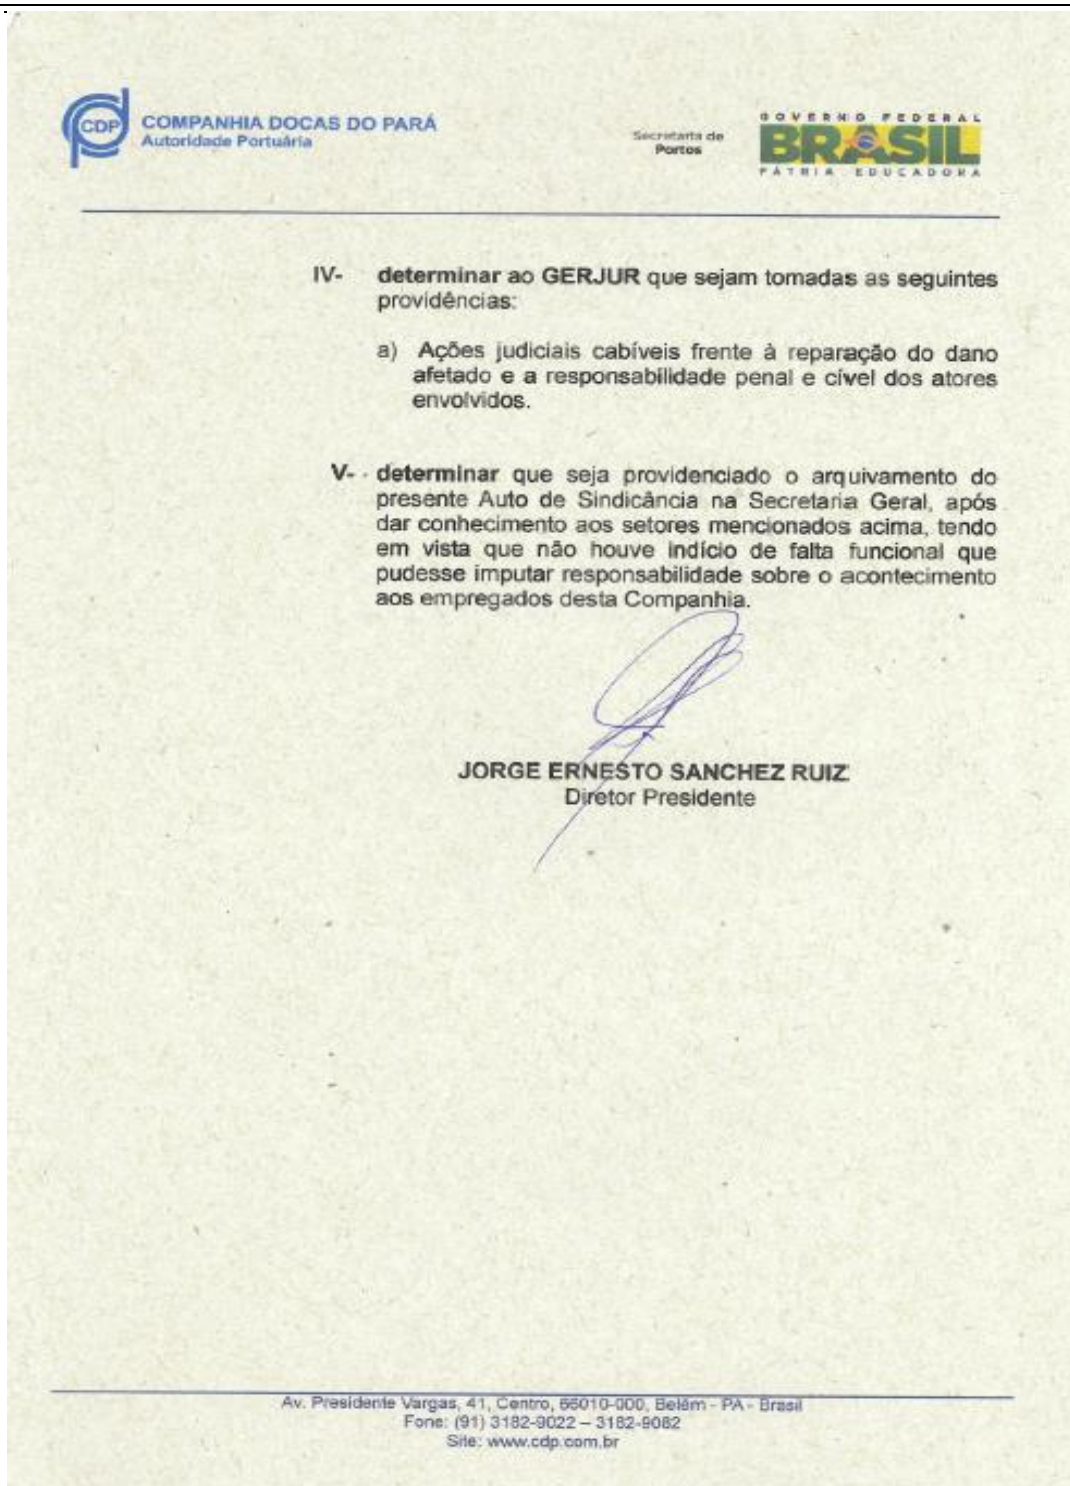 CDP
COMPANHIA DOCAS DO PARÁ
Autoridade Portuária
Secretaria de
Portos
GOVERNO FEDERAL
BRASIL
PÁTRIA EDUCADORA
IV- determinar ao GERJUR que sejam tomadas as seguintes
providências:
a) Ações judiciais cabíveis frente à reparação do dano
afetado e a responsabilidade penal e cível dos atores
envolvidos.
V- determinar que seja providenciado o arquivamento do
presente Auto de Sindicância na Secretaria Geral, após
dar conhecimento aos setores mencionados acima, tendo
em vista que não houve indício de falta funcional que
pudesse imputar responsabilidade sobre o acontecimento
aos empregados desta Companhia.
JORGE ERNESTO SANCHEZ RUIZ
Diretor Presidente
Av. Presidente Vargas, 41, Centro, 66010-000, Belém - PA - Brasil
Fone: (91) 3182-9022 – 3182-9082
Site: www.cdp.com.br